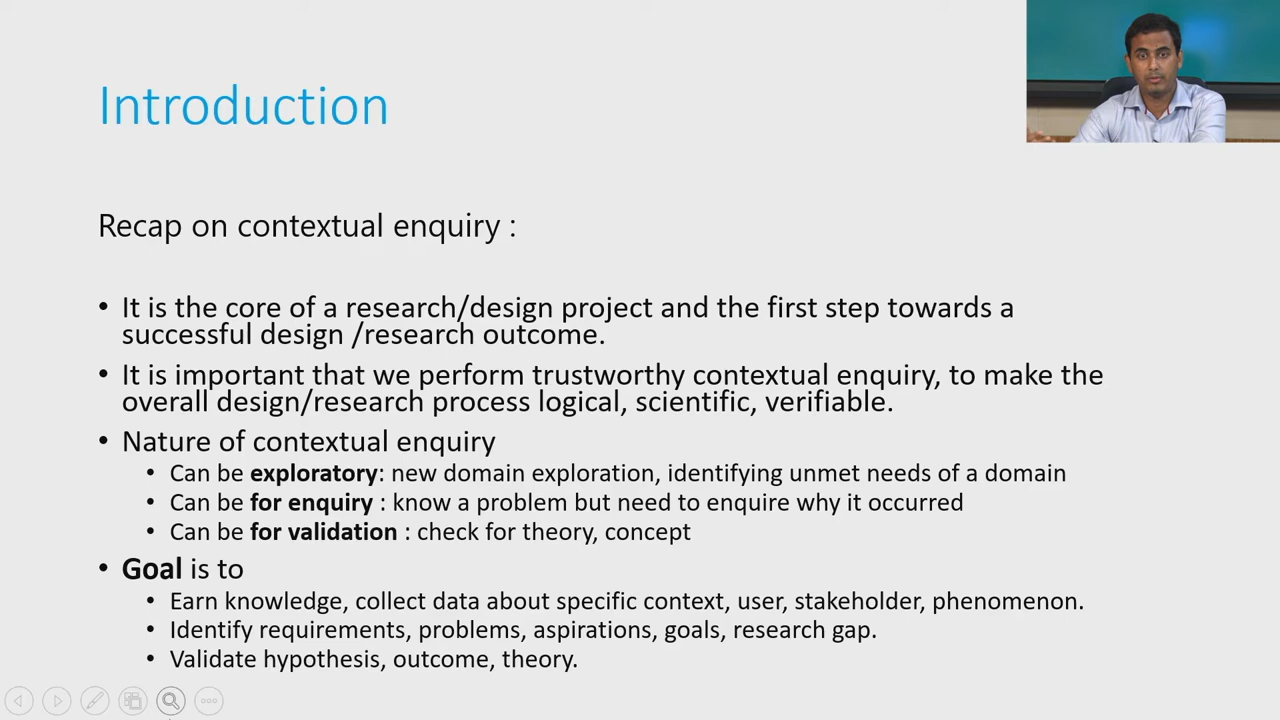 Introduction
Recap on contextual enquiry :
• It is the core of a research/design project and the first step towards a
successful design /research outcome.
• It is important that we perform trustworthy contextual enquiry, to make the
overall design/research process logical, scientific, verifiable.
• Nature of contextual enquiry
• Can be exploratory: new domain exploration, identifying unmet needs of a domain
• Can be for enquiry : know a problem but need to enquire why it occurred
• Can be for validation : check for theory, concept
• Goal is to
• Earn knowledge, collect data about specific context, user, stakeholder, phenomenon.
• Identify requirements, problems, aspirations, goals, research gap.
• Validate hypothesis, outcome, theory.